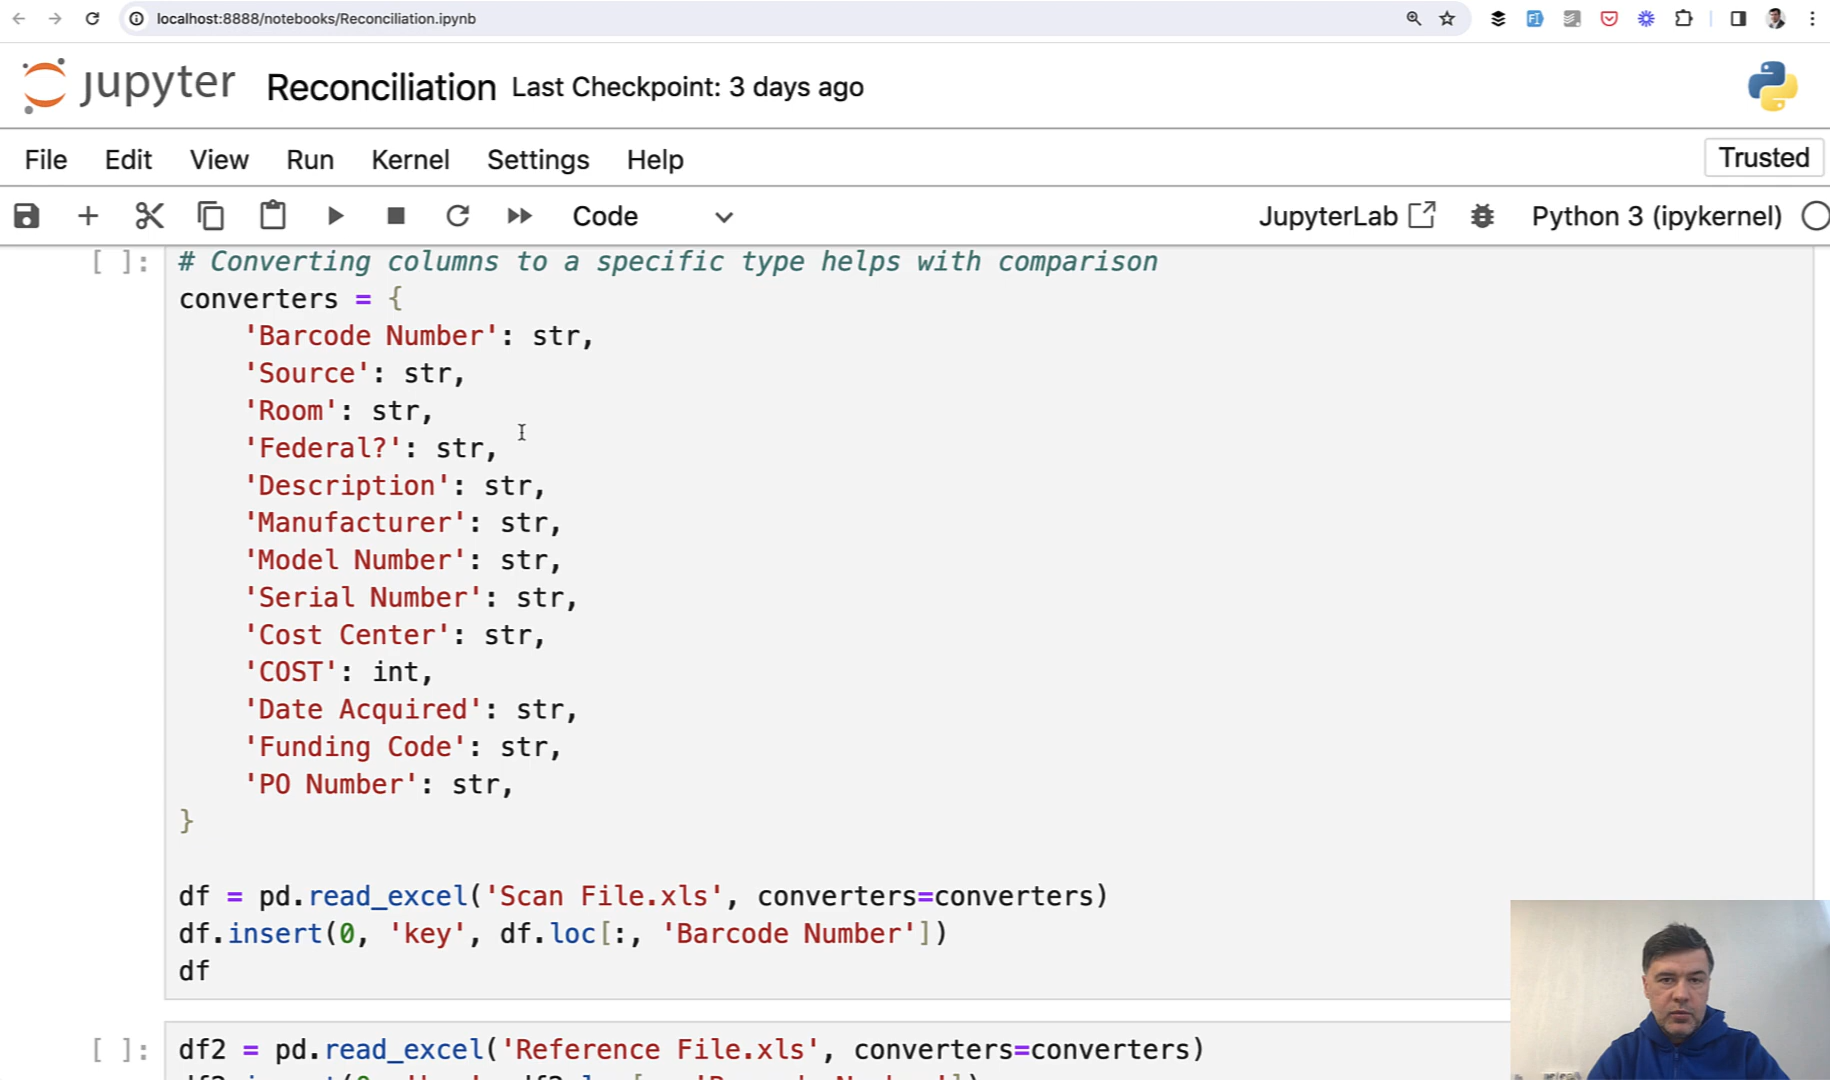 localhost:8888/notebooks/Reconciliation.ipynb
jupyter Reconciliation Last Checkpoint: 3 days ago
File Edit View Run Kernel Settings Help Trusted
Code JupyterLab Python 3 (ipykernel)
[ ]: # Converting columns to a specific type helps with comparison
converters = {
    'Barcode Number': str,
    'Source': str,
    'Room': str,
    'Federal?': str,
    'Description': str,
    'Manufacturer': str,
    'Model Number': str,
    'Serial Number': str,
    'Cost Center': str,
    'COST': int,
    'Date Acquired': str,
    'Funding Code': str,
    'PO Number': str,
}
df = pd.read_excel('Scan File.xls', converters=converters)
df.insert(0, 'key', df.loc[:, 'Barcode Number'])
df
[ ]: df2 = pd.read_excel('Reference File.xls', converters=converters)